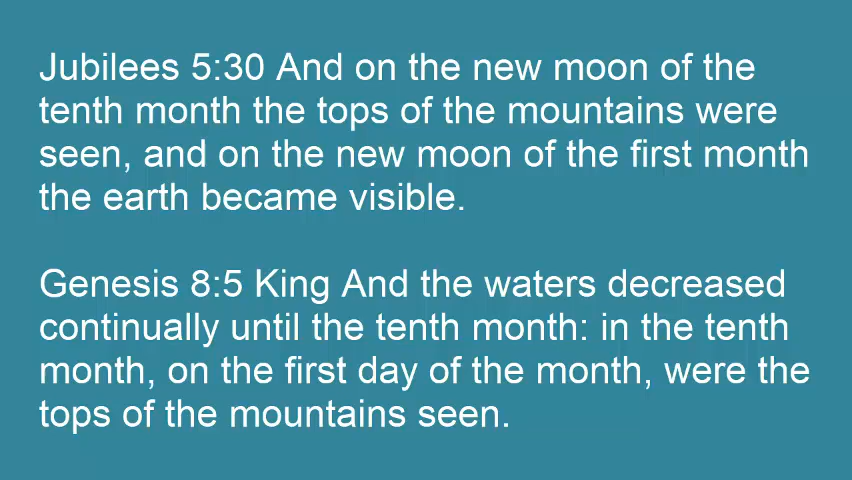 Jubilees 5:30 And on the new moon of the
tenth month the tops of the mountains were
seen, and on the new moon of the first month
the earth became visible.
Genesis 8:5 King And the waters decreased
continually until the tenth month: in the tenth
month, on the first day of the month, were the
tops of the mountains seen.